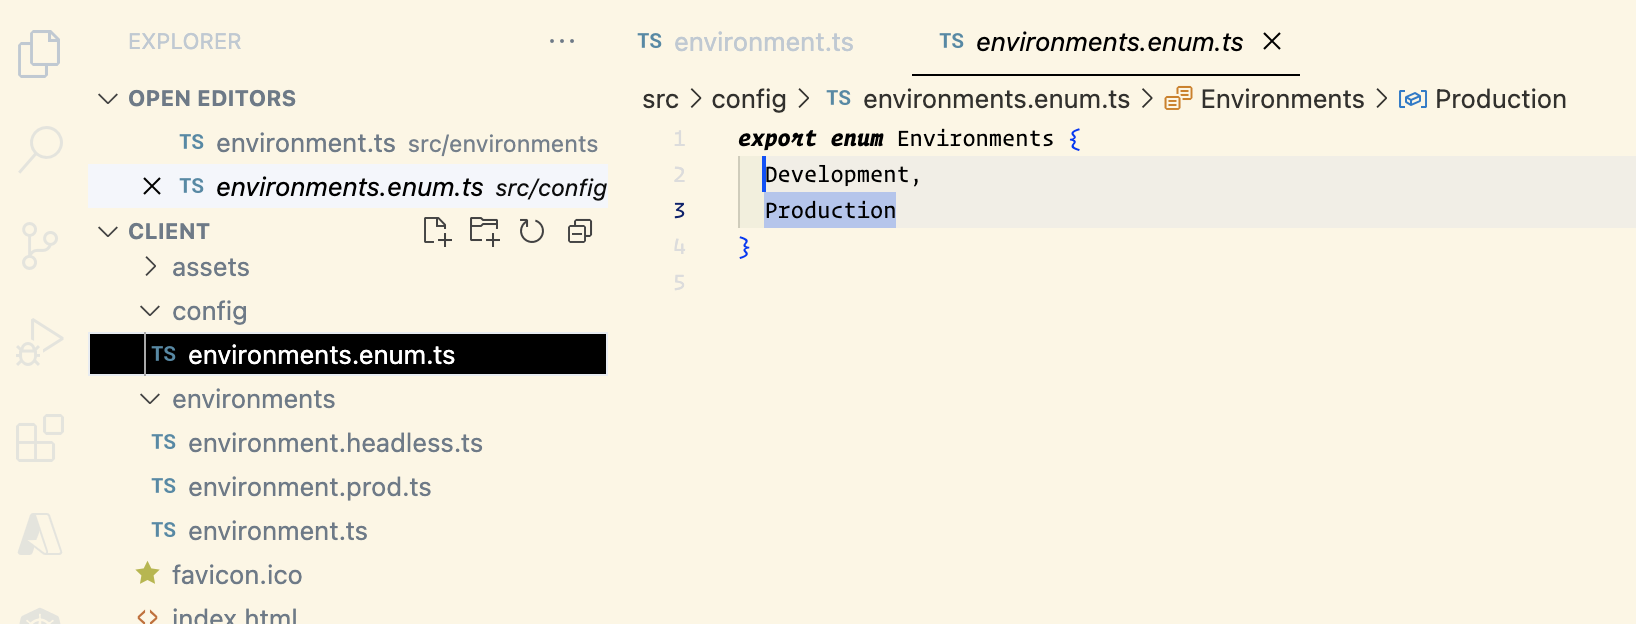 EXPLORER
OPEN EDITORS
TS environment.ts src/environments
TS environments.enum.ts src/config
CLIENT
assets
config
TS environments.enum.ts
environments
TS environment.headless.ts
TS environment.prod.ts
TS environment.ts
favicon.ico
index.html
TS environment.ts
TS environments.enum.ts
src > config > TS environments.enum.ts > Environments > Production
1 export enum Environments {
2 Development,
3 Production
4 }
5